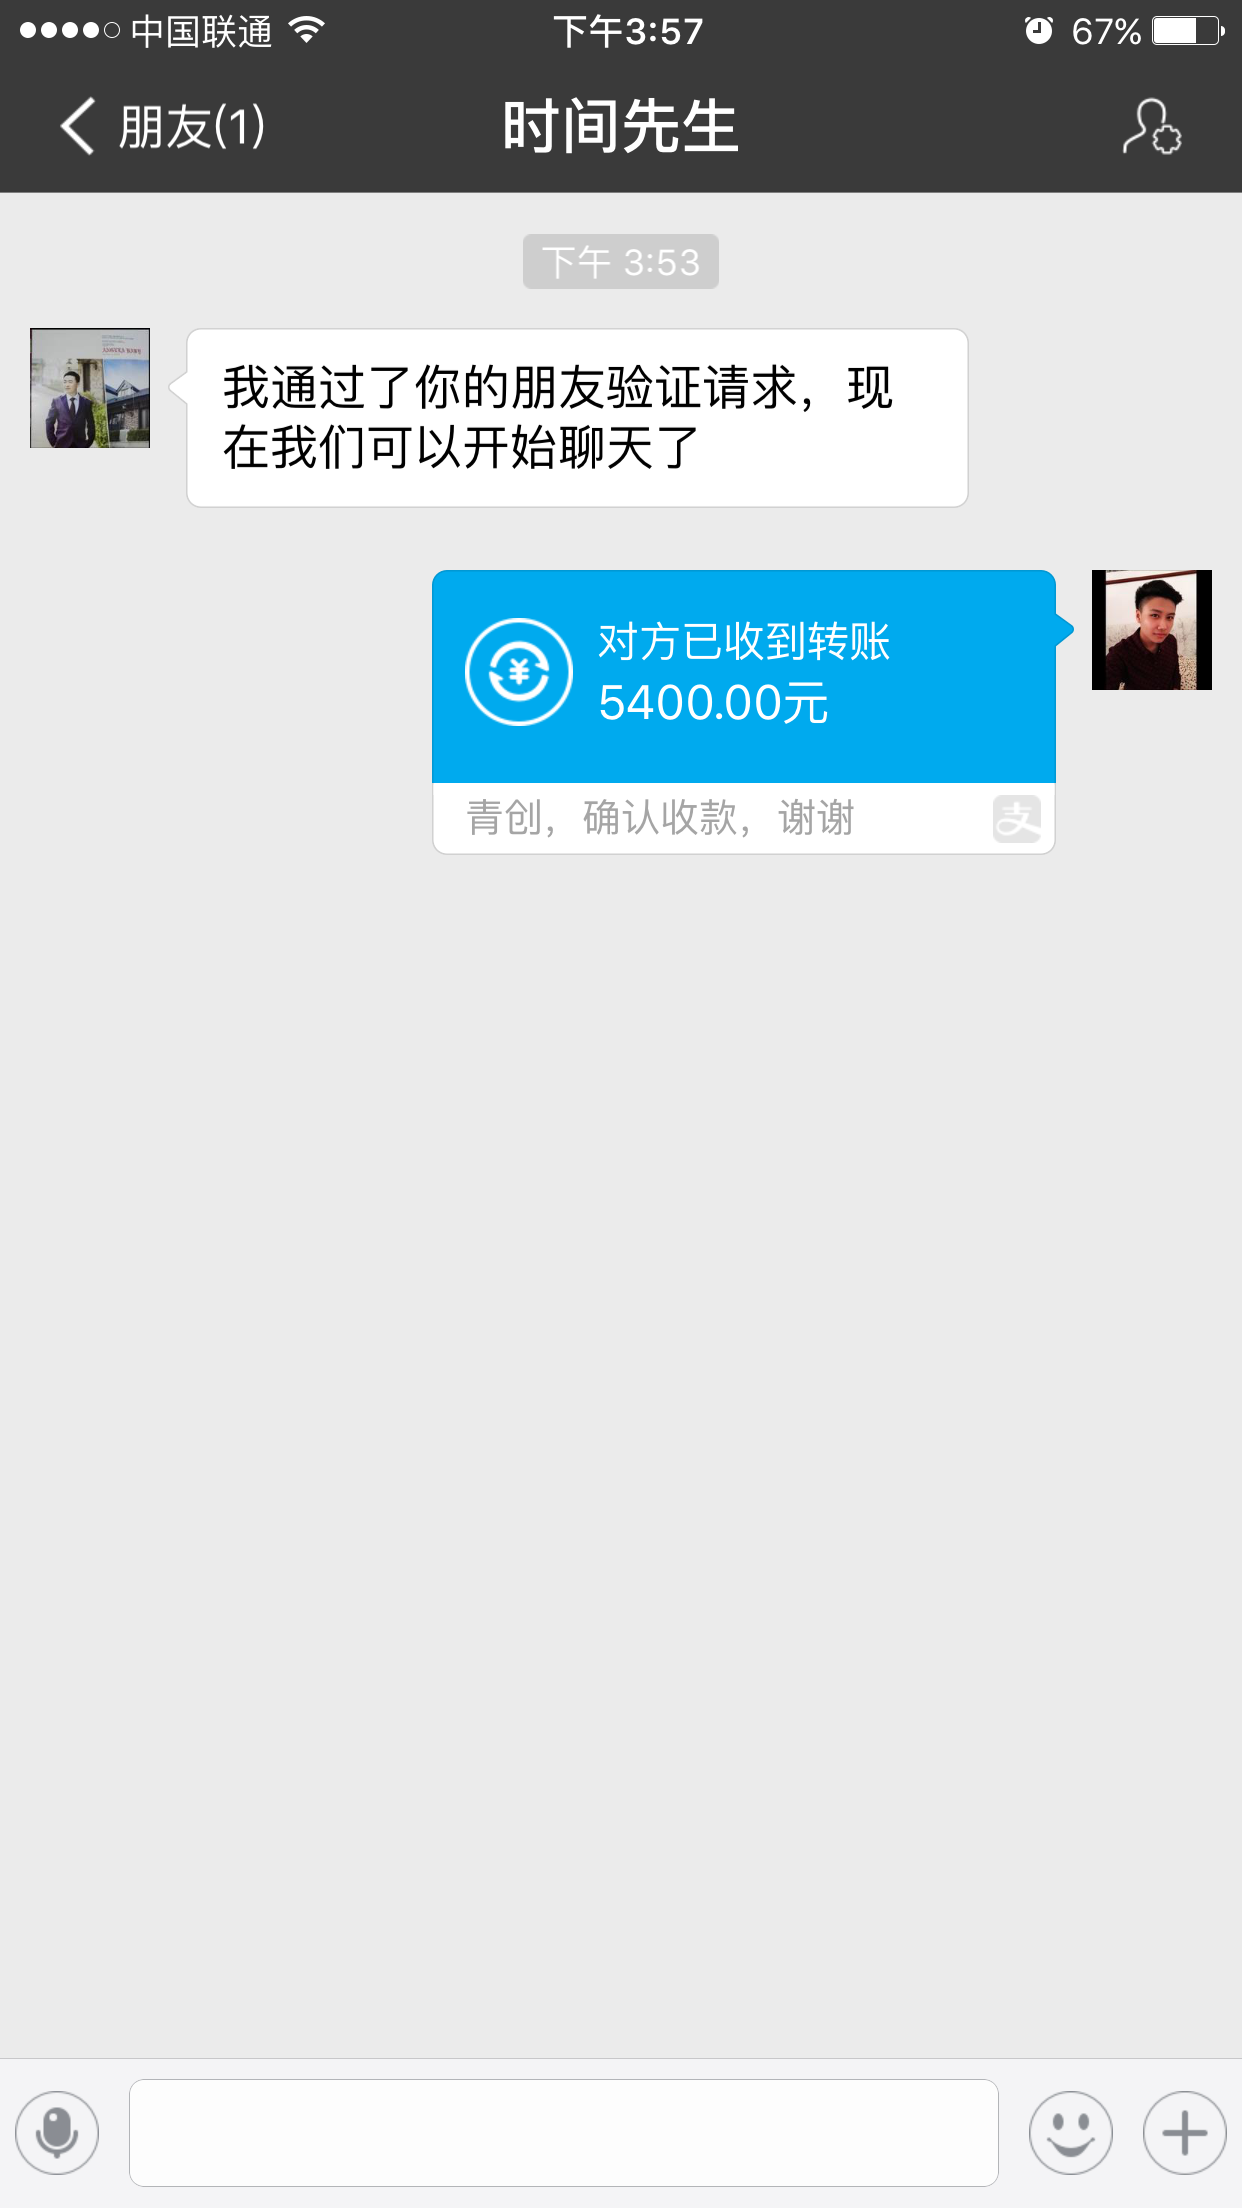 中国联通
下午3:57
67%
朋友(1)
时间先生
下午 3:53
我通过了你的朋友验证请求，现
在我们可以开始聊天了
对方已收到转账
5400.00元
青创，确认收款，谢谢
支